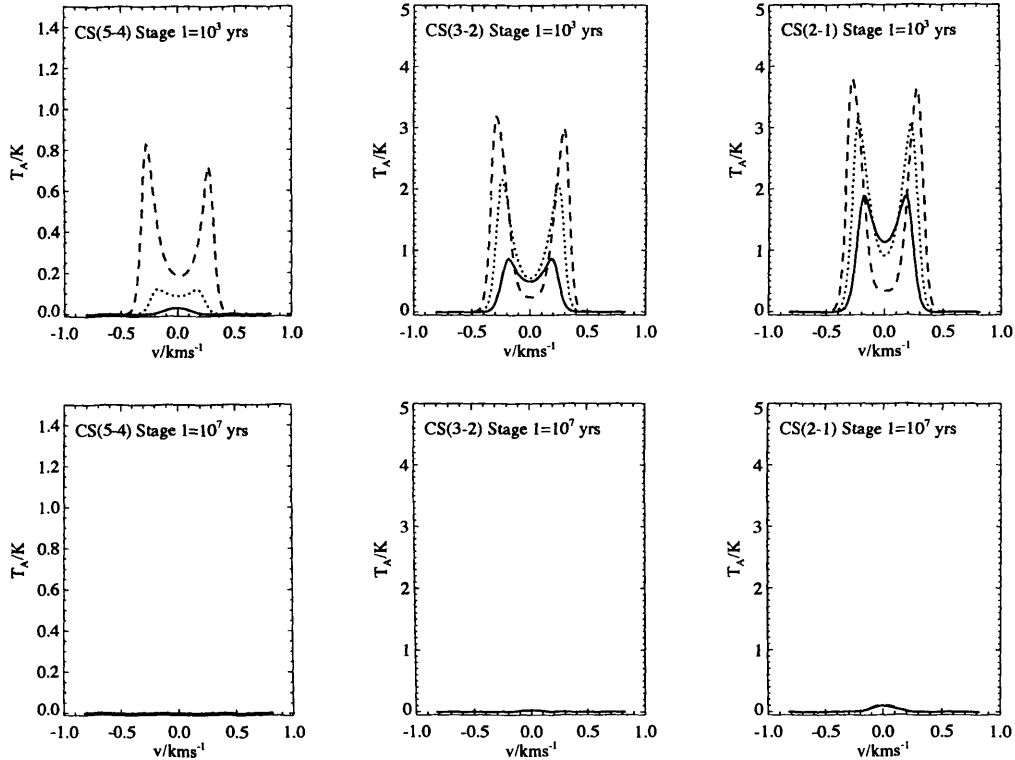 CS(5-4) Stage 1=10³ yrs
1.4
1.2
1.0
0.8
0.6
0.4
0.2
0.0
T_A/K
-1.0 -0.5 0.0 0.5 1.0
v/kms⁻¹
CS(3-2) Stage 1=10³ yrs
5
4
3
2
1
0
T_A/K
-1.0 -0.5 0.0 0.5 1.0
v/kms⁻¹
CS(2-1) Stage 1=10³ yrs
5
4
3
2
1
0
T_A/K
-1.0 -0.5 0.0 0.5 1.0
v/kms⁻¹
CS(5-4) Stage 1=10⁷ yrs
1.4
1.2
1.0
0.8
0.6
0.4
0.2
0.0
T_A/K
-1.0 -0.5 0.0 0.5 1.0
v/kms⁻¹
CS(3-2) Stage 1=10⁷ yrs
5
4
3
2
1
0
T_A/K
-1.0 -0.5 0.0 0.5 1.0
v/kms⁻¹
CS(2-1) Stage 1=10⁷ yrs
5
4
3
2
1
0
T_A/K
-1.0 -0.5 0.0 0.5 1.0
v/kms⁻¹